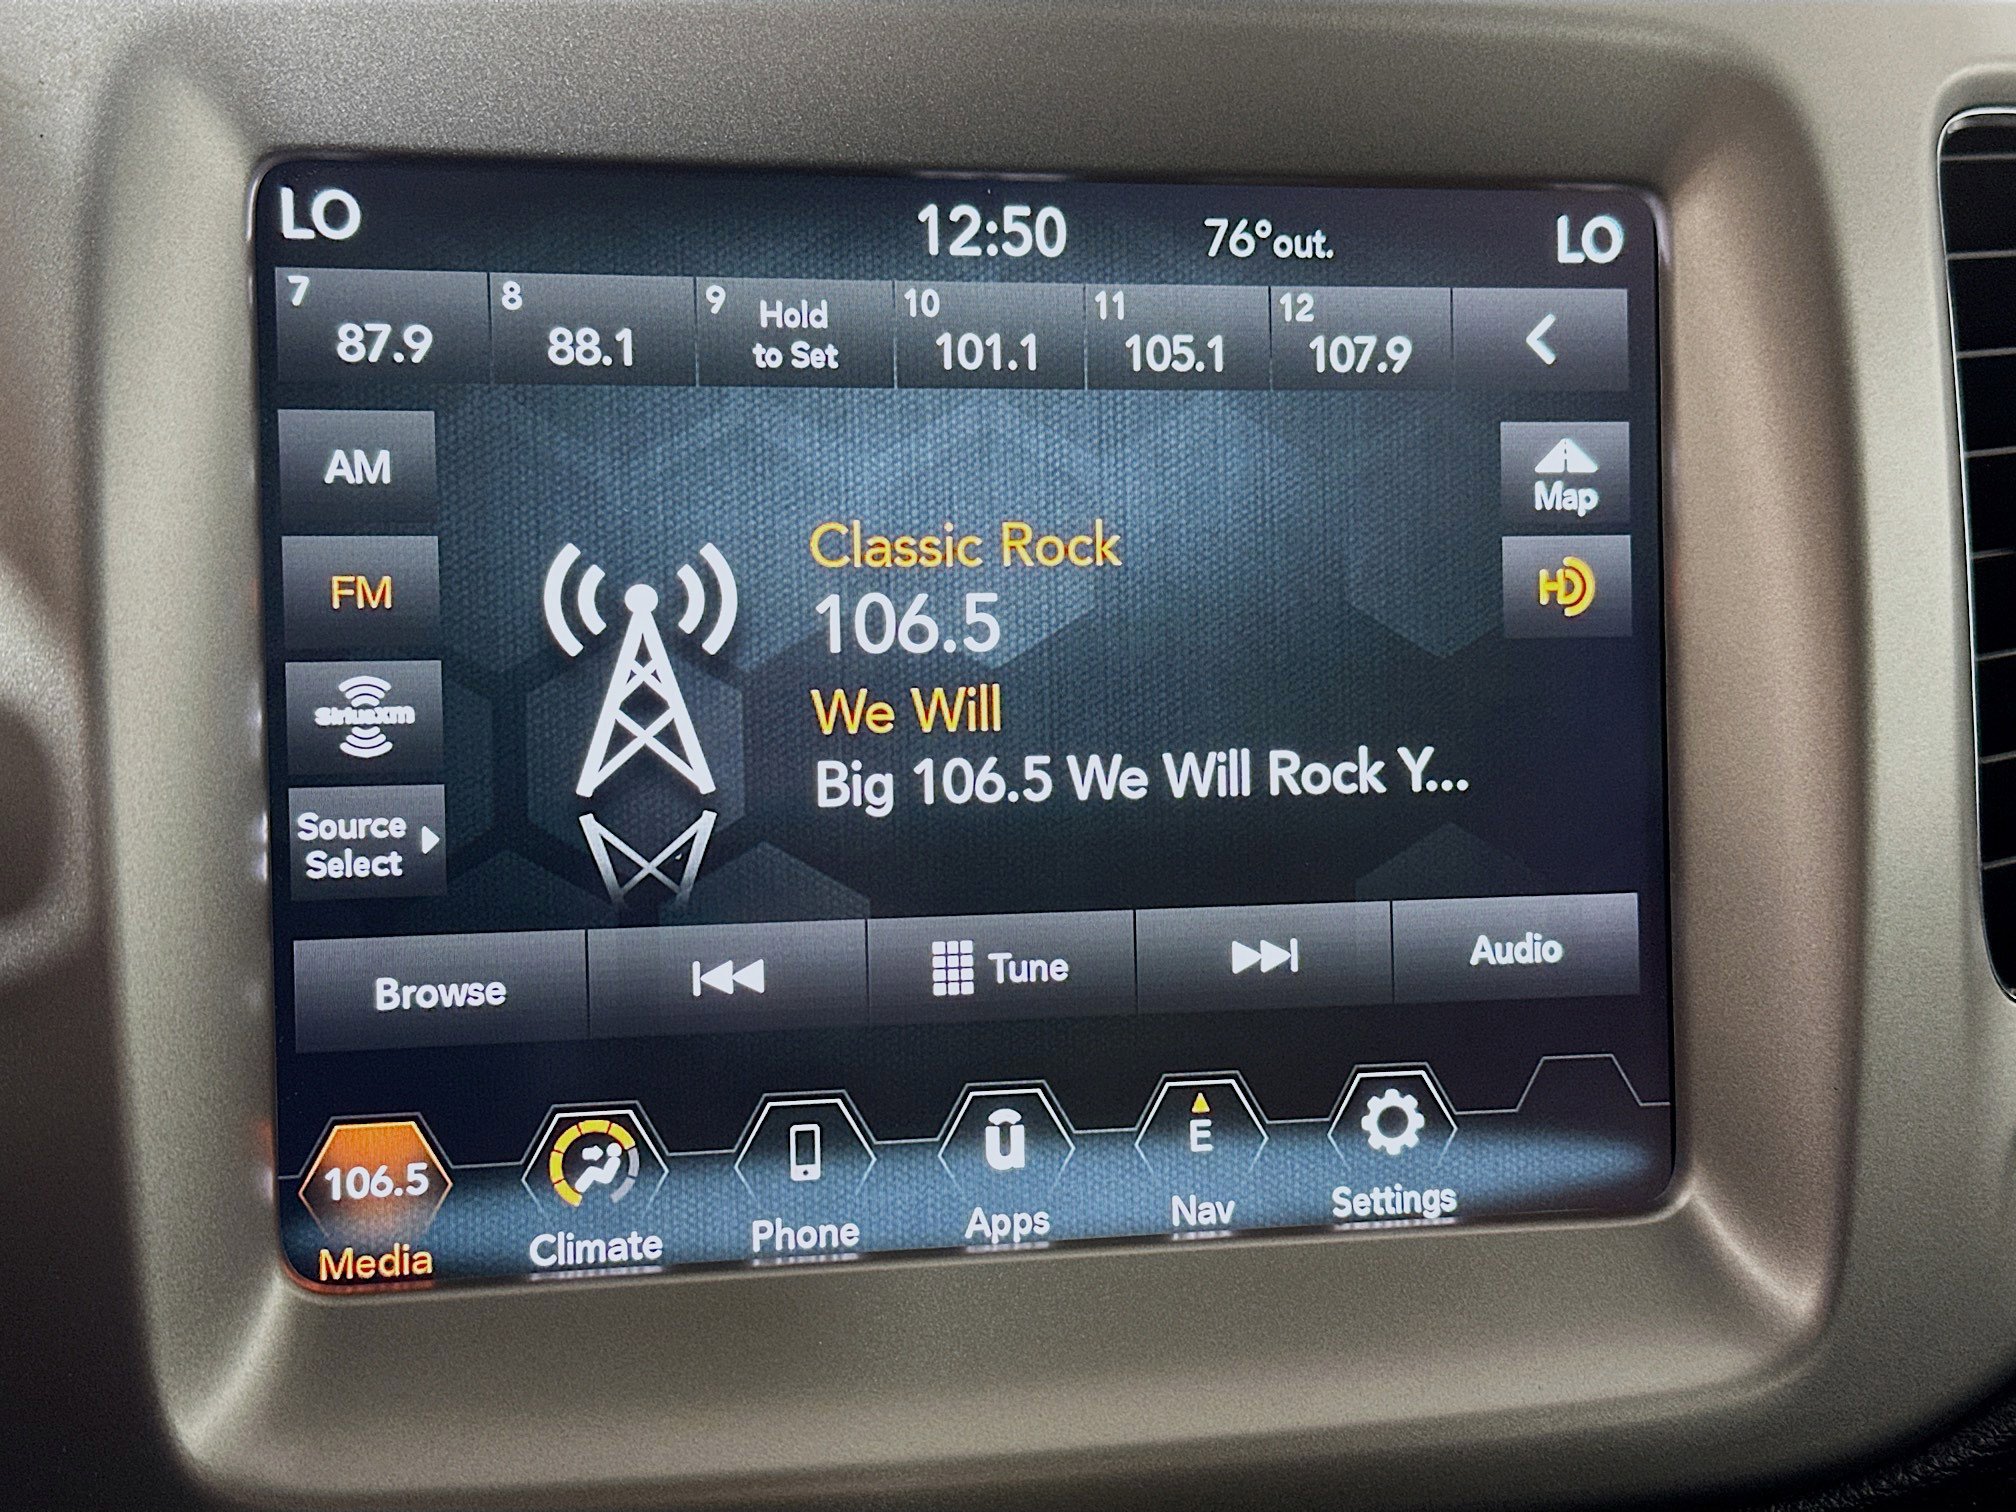 LO
12:50
76°out.
LO
7
87.9
8
88.1
9
Hold
to Set
10
101.1
11
105.1
12
107.9
AM
Map
Classic Rock
FM
106.5
HD
siriusxm
We Will
Big 106.5 We Will Rock Y...
Source
Select
Browse
Tune
Audio
106.5
u
E
Media
Climate
Phone
Apps
Nav
Settings